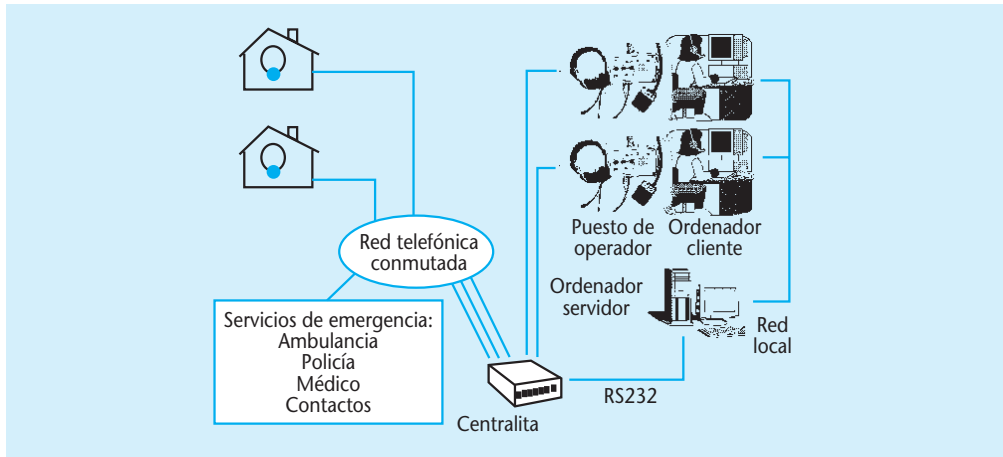 Puesto de
operador
Ordenador
cliente
Red telefónica
conmutada
Ordenador
servidor
Servicios de emergencia:
Ambulancia
Policía
Médico
Contactos
Red
local
RS232
Centralita